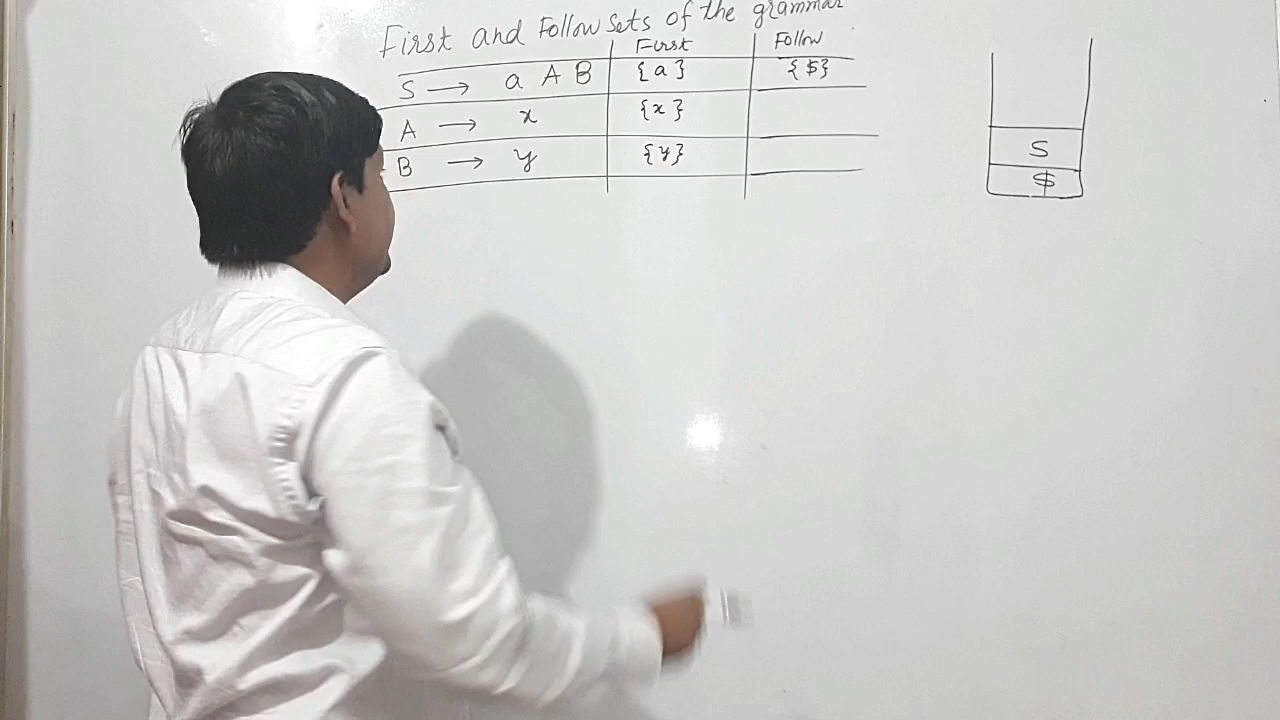 First and Follow Sets of the grammar
First Follow
S → a A B {a} {$}
A → x {x}
B → y {y}
S
$